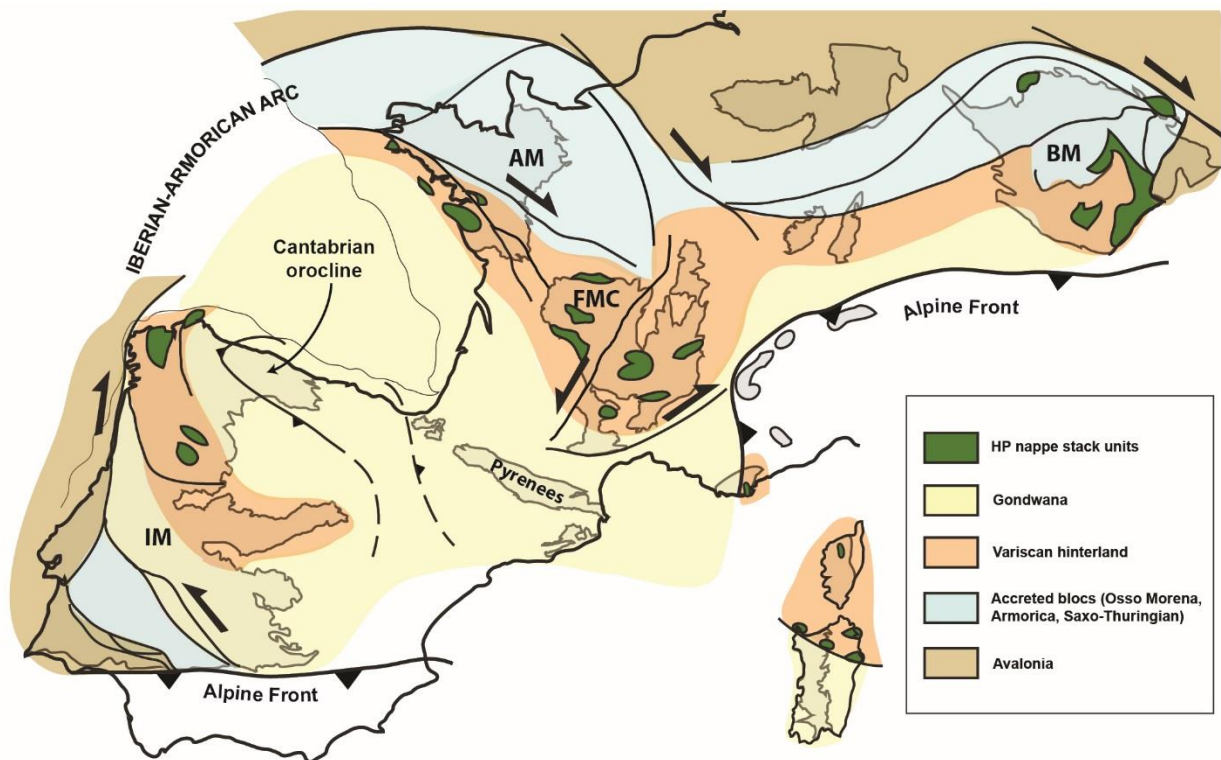 IBERIAN-ARMORICAN ARC
AM
BM
Cantabrian
orocline
FMC
Alpine Front
Pyrenees
IM
Alpine Front
HP nappe stack units
Gondwana
Variscan hinterland
Accreted blocs (Osso Morena,
Armorica, Saxo-Thuringian)
Avalonia